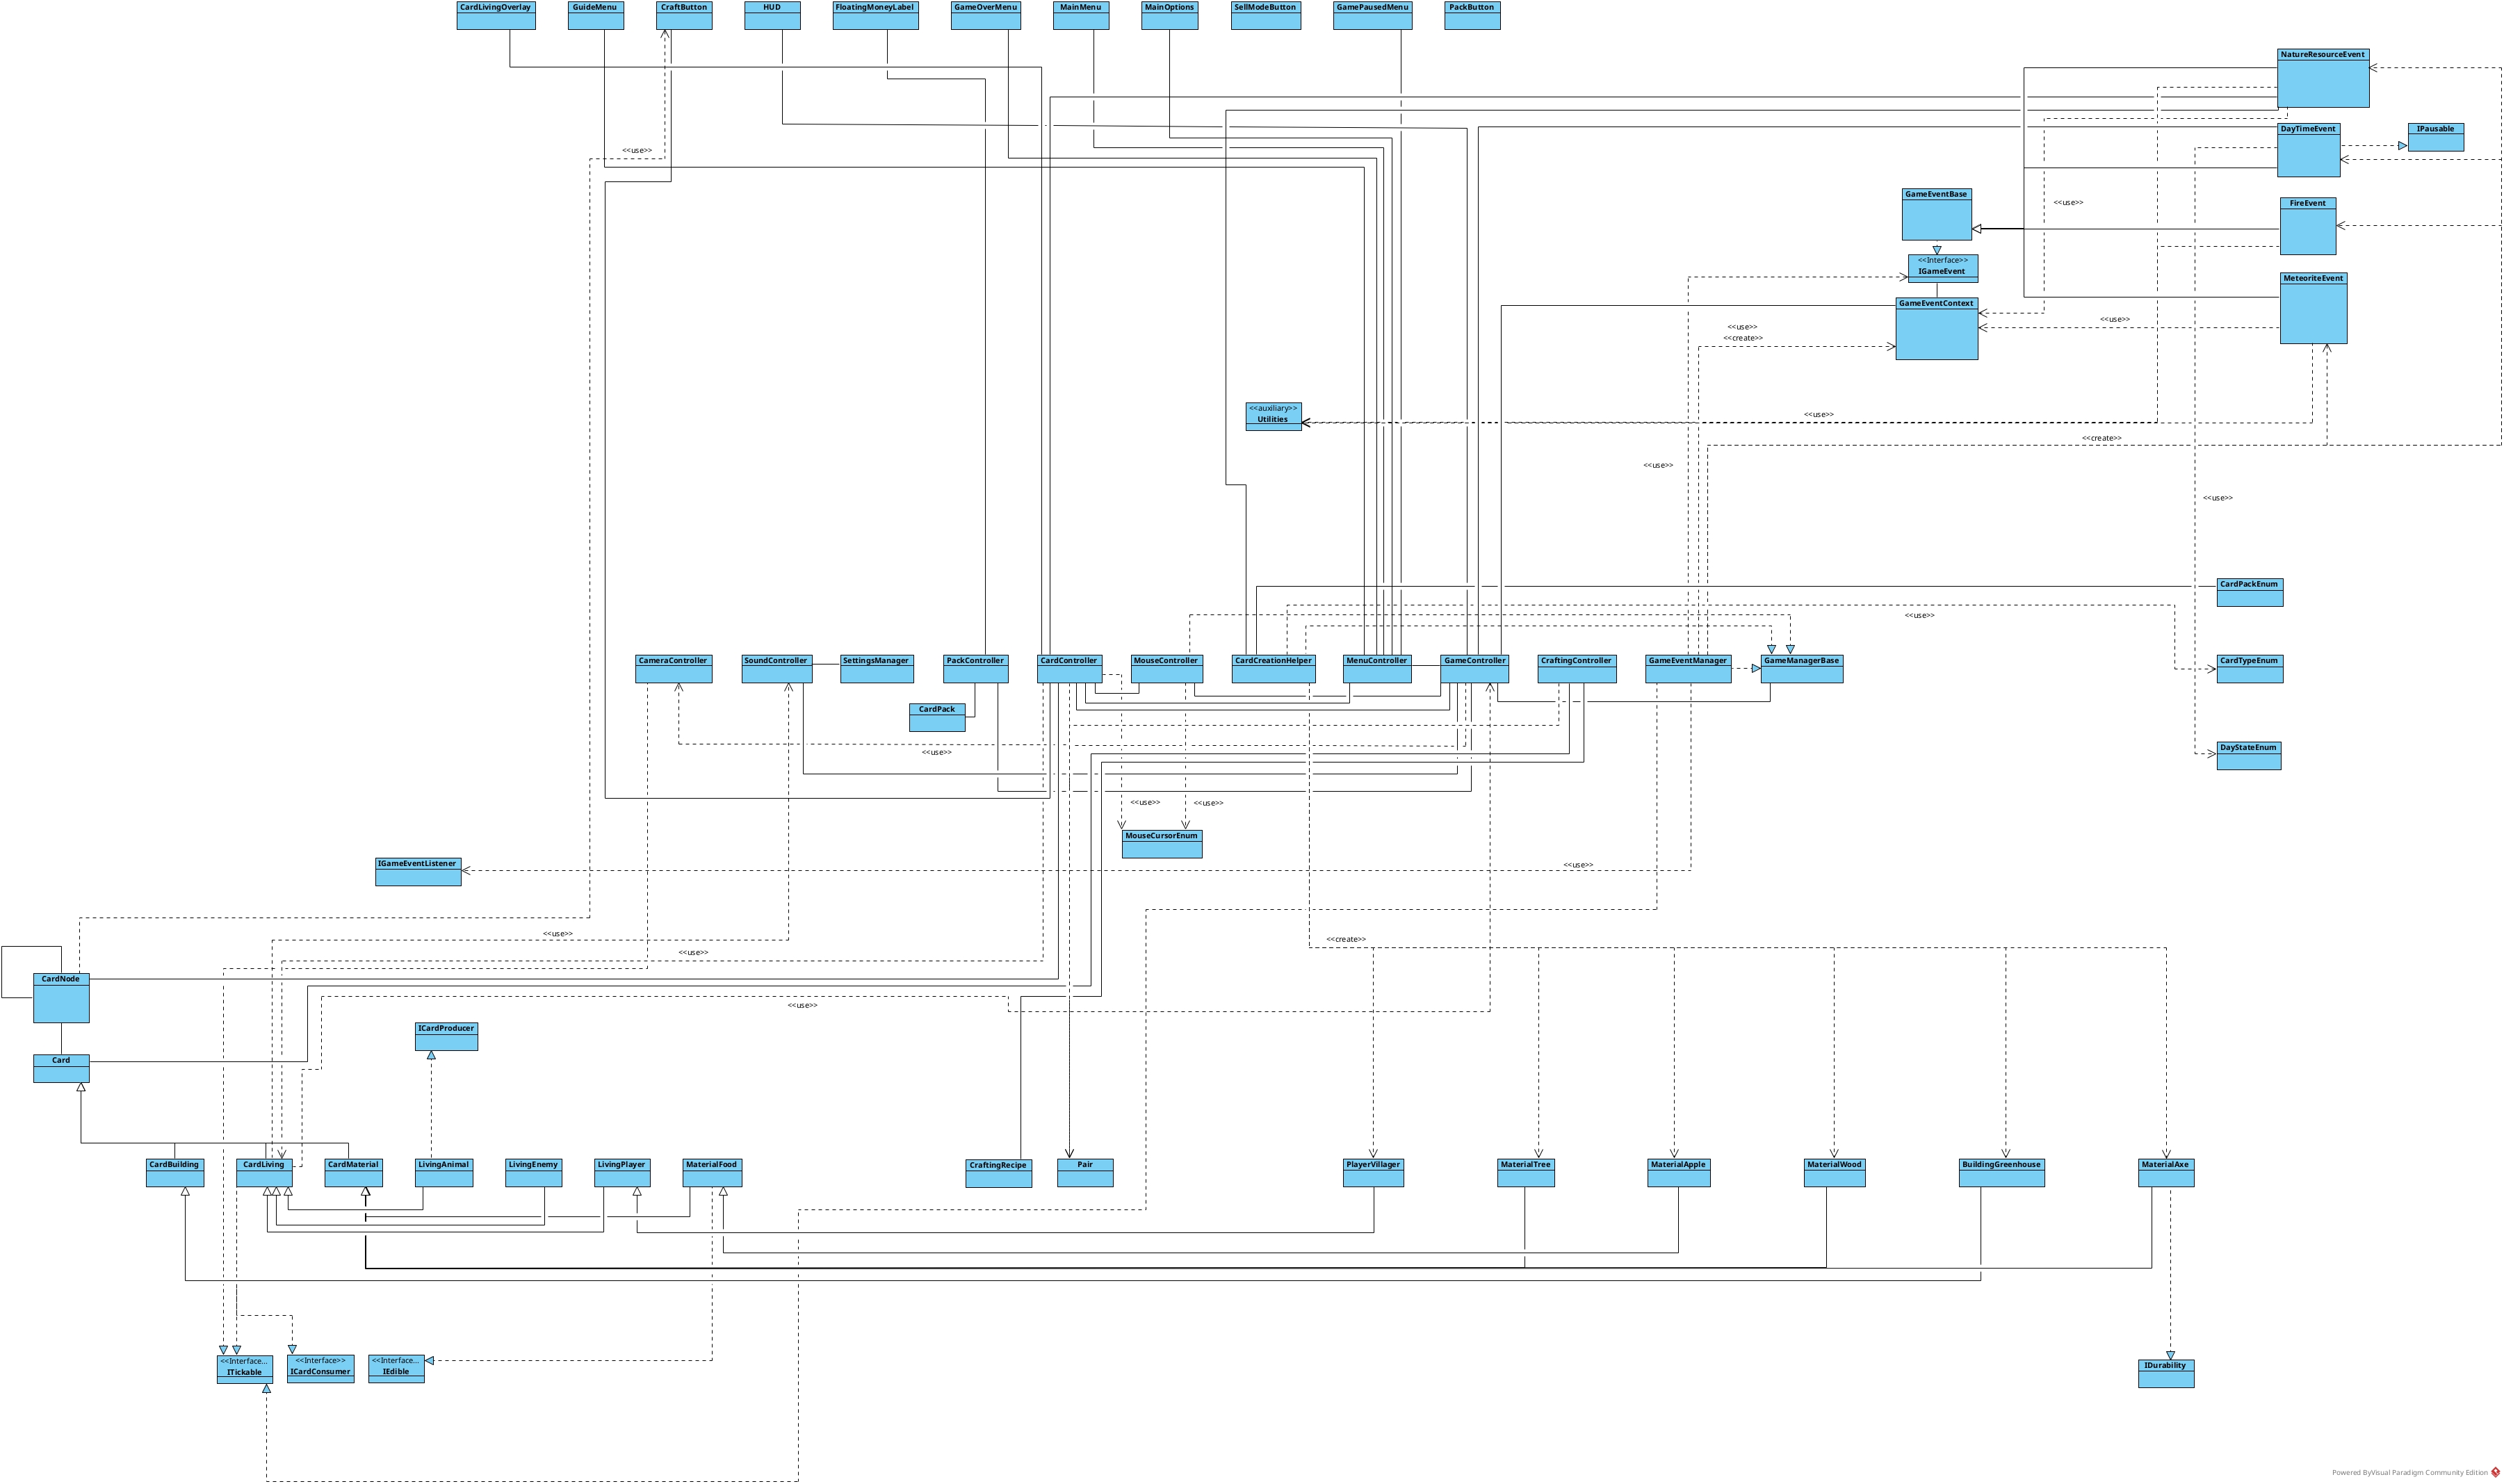 CardLivingOverlay
GuideMenu
CraftButton
HUD
FloatingMoneyLabel
GameOverMenu
MainMenu
MainOptions
SellModeButton
GamePausedMenu
PackButton
NatureResourceEvent
DayTimeEvent
IPausable
<<use>>
GameEventBase
<<use>>
FireEvent
<<Interface>>
IGameEvent
MeteoriteEvent
GameEventContext
<<use>>
<<use>>
<<create>>
<<auxiliary>>
Utilities
<<use>>
<<create>>
<<use>>
<<use>>
CardPackEnum
<<use>>
CameraController
SoundController
SettingsManager
PackController
CardController
MouseController
CardCreationHelper
MenuController
GameController
CraftingController
GameEventManager
GameManagerBase
CardTypeEnum
CardPack
<<use>>
DayStateEnum
<<use>>
<<use>>
MouseCursorEnum
IGameEventListener
<<use>>
<<use>>
<<create>>
<<use>>
CardNode
<<use>>
ICardProducer
Card
CardBuilding
CardLiving
CardMaterial
LivingAnimal
LivingEnemy
LivingPlayer
MaterialFood
CraftingRecipe
Pair
PlayerVillager
MaterialTree
MaterialApple
MaterialWood
BuildingGreenhouse
MaterialAxe
<<Interface...
ITickable
<<Interface>>
ICardConsumer
<<Interface...
IEdible
IDurability
Powered ByVisual Paradigm Community Edition